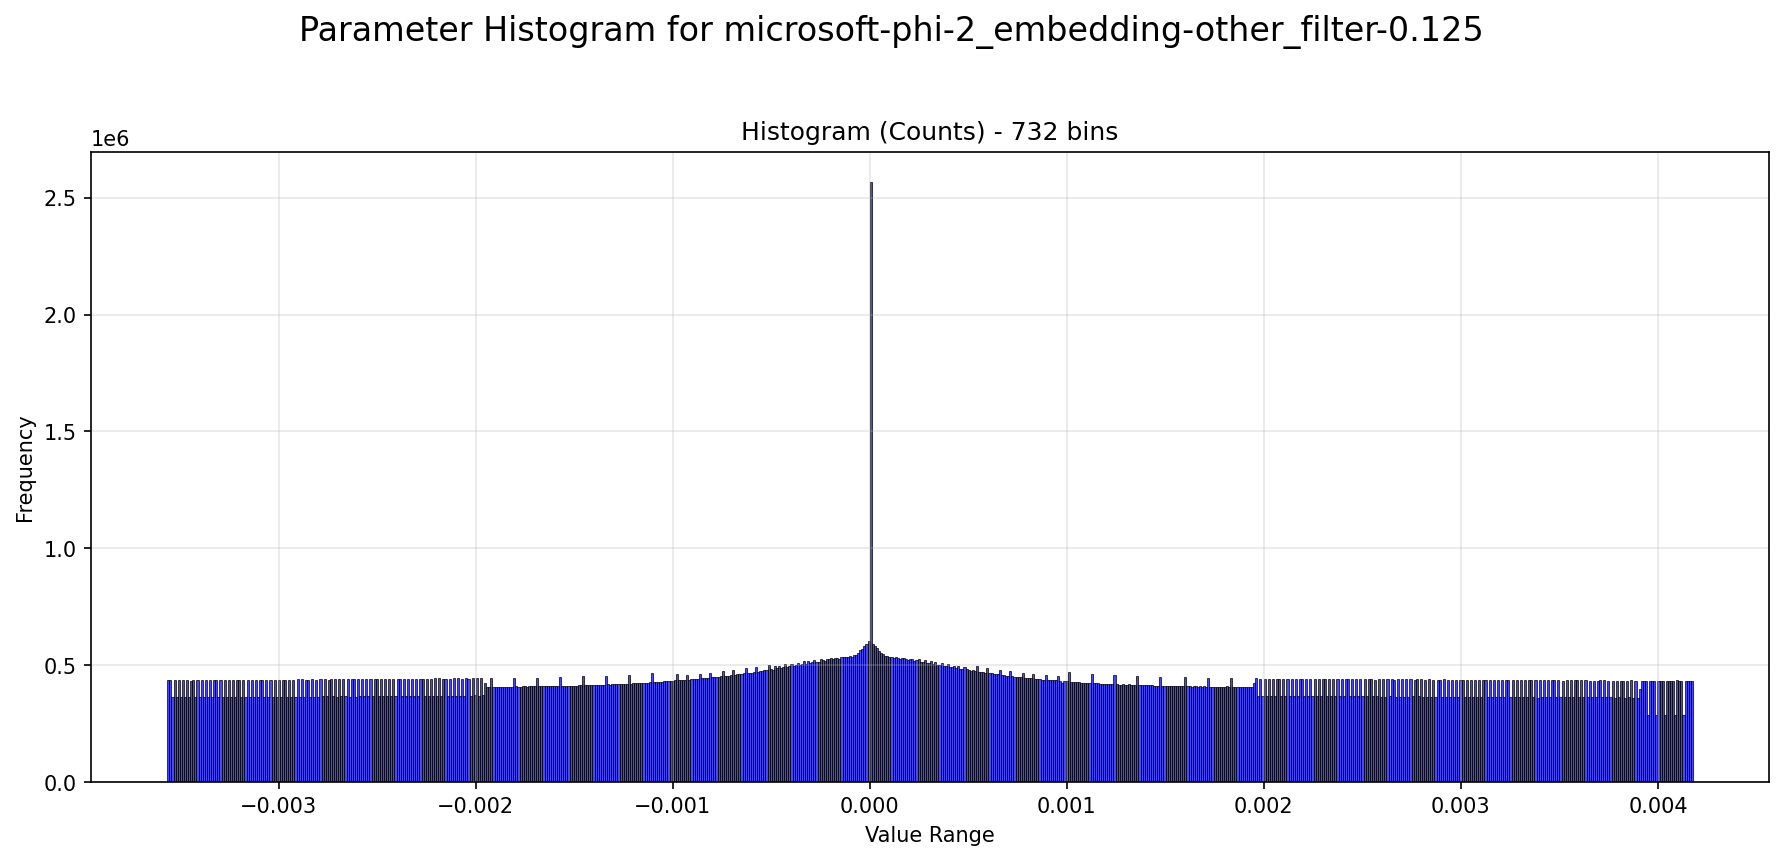 Parameter Histogram for microsoft-phi-2_embedding-other_filter-0.125
Histogram (Counts) - 732 bins
1e6
2.5
2.0
1.5
1.0
0.5
0.0
Frequency
−0.003
−0.002
−0.001
0.000
0.001
0.002
0.003
0.004
Value Range